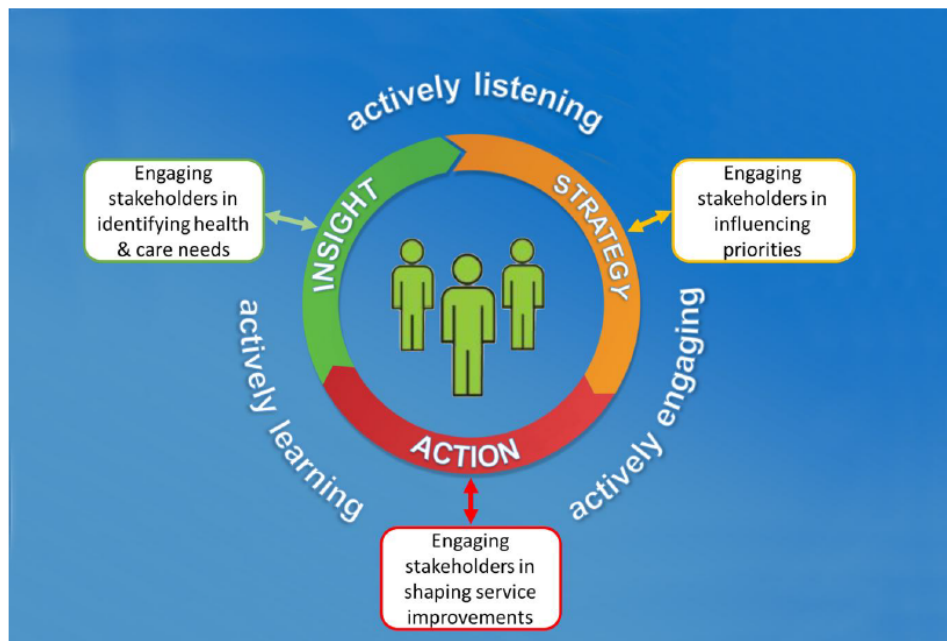 actively listening
Engaging
stakeholders in
identifying health
& care needs
INSIGHT
STRATEGY
Engaging
stakeholders in
influencing
priorities
actively learning
ACTION
actively engaging
Engaging
stakeholders in
shaping service
improvements